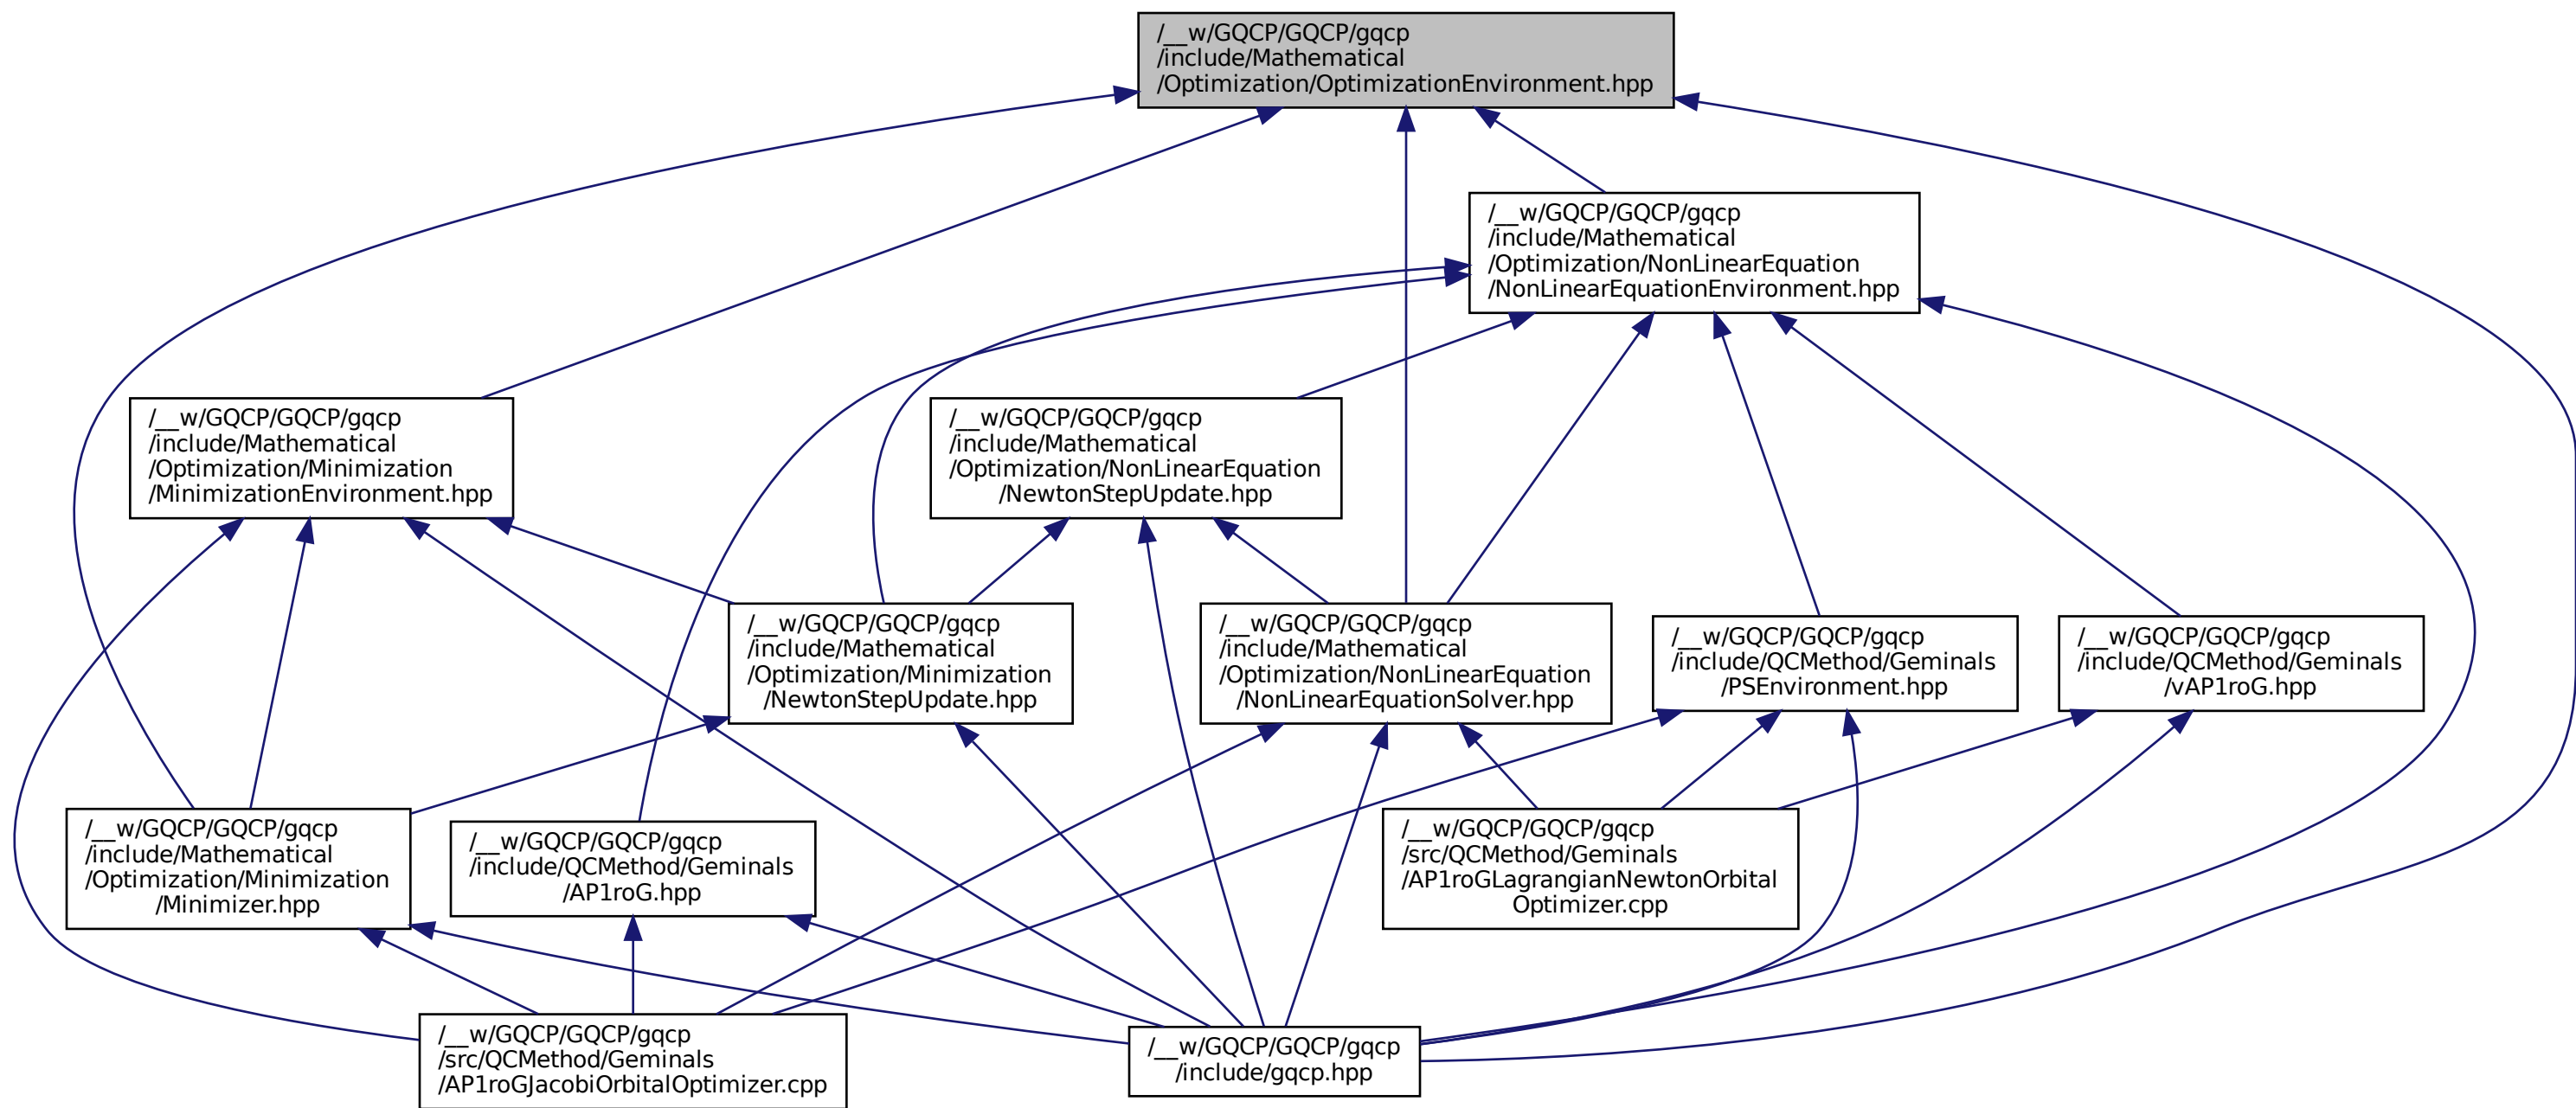 /__w/GQCP/GQCP/gqcp
/include/Mathematical
/Optimization/OptimizationEnvironment.hpp
/__w/GQCP/GQCP/gqcp
/include/Mathematical
/Optimization/NonLinearEquation
/NonLinearEquationEnvironment.hpp
/__w/GQCP/GQCP/gqcp
/include/Mathematical
/Optimization/Minimization
/MinimizationEnvironment.hpp
/__w/GQCP/GQCP/gqcp
/include/Mathematical
/Optimization/NonLinearEquation
/NewtonStepUpdate.hpp
/__w/GQCP/GQCP/gqcp
/include/Mathematical
/Optimization/Minimization
/NewtonStepUpdate.hpp
/__w/GQCP/GQCP/gqcp
/include/Mathematical
/Optimization/NonLinearEquation
/NonLinearEquationSolver.hpp
/__w/GQCP/GQCP/gqcp
/include/QCMethod/Geminals
/PSEnvironment.hpp
/__w/GQCP/GQCP/gqcp
/include/QCMethod/Geminals
/vAP1roG.hpp
/__w/GQCP/GQCP/gqcp
/include/Mathematical
/Optimization/Minimization
/Minimizer.hpp
/__w/GQCP/GQCP/gqcp
/include/QCMethod/Geminals
/AP1roG.hpp
/__w/GQCP/GQCP/gqcp
/src/QCMethod/Geminals
/AP1roGLagrangianNewtonOrbital
Optimizer.cpp
/__w/GQCP/GQCP/gqcp
/src/QCMethod/Geminals
/AP1roGJacobiOrbitalOptimizer.cpp
/__w/GQCP/GQCP/gqcp
/include/gqcp.hpp